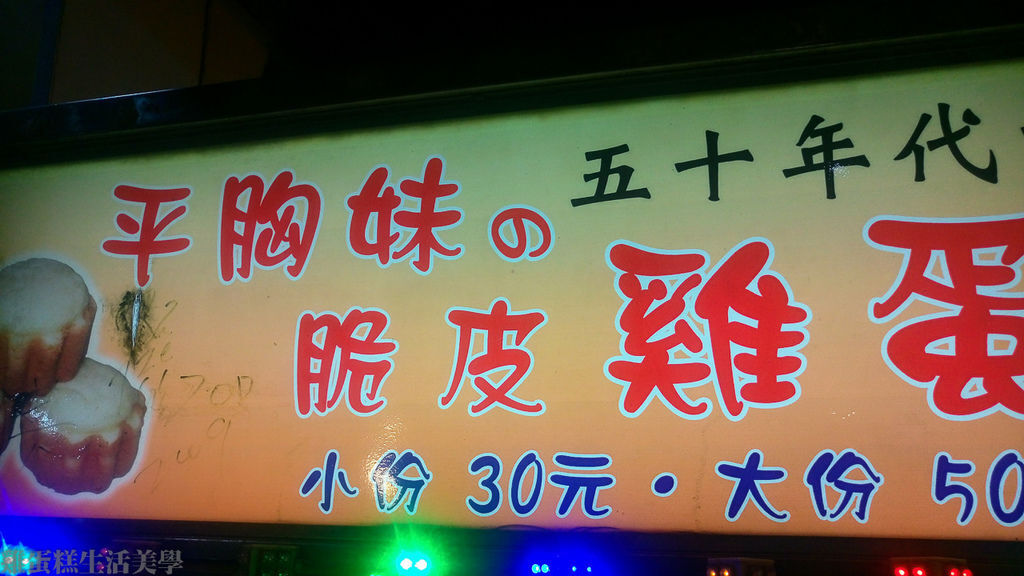 五十年代
平胸妹の
脆皮雞蛋
小份 30元・大份 50
蛋糕生活美學